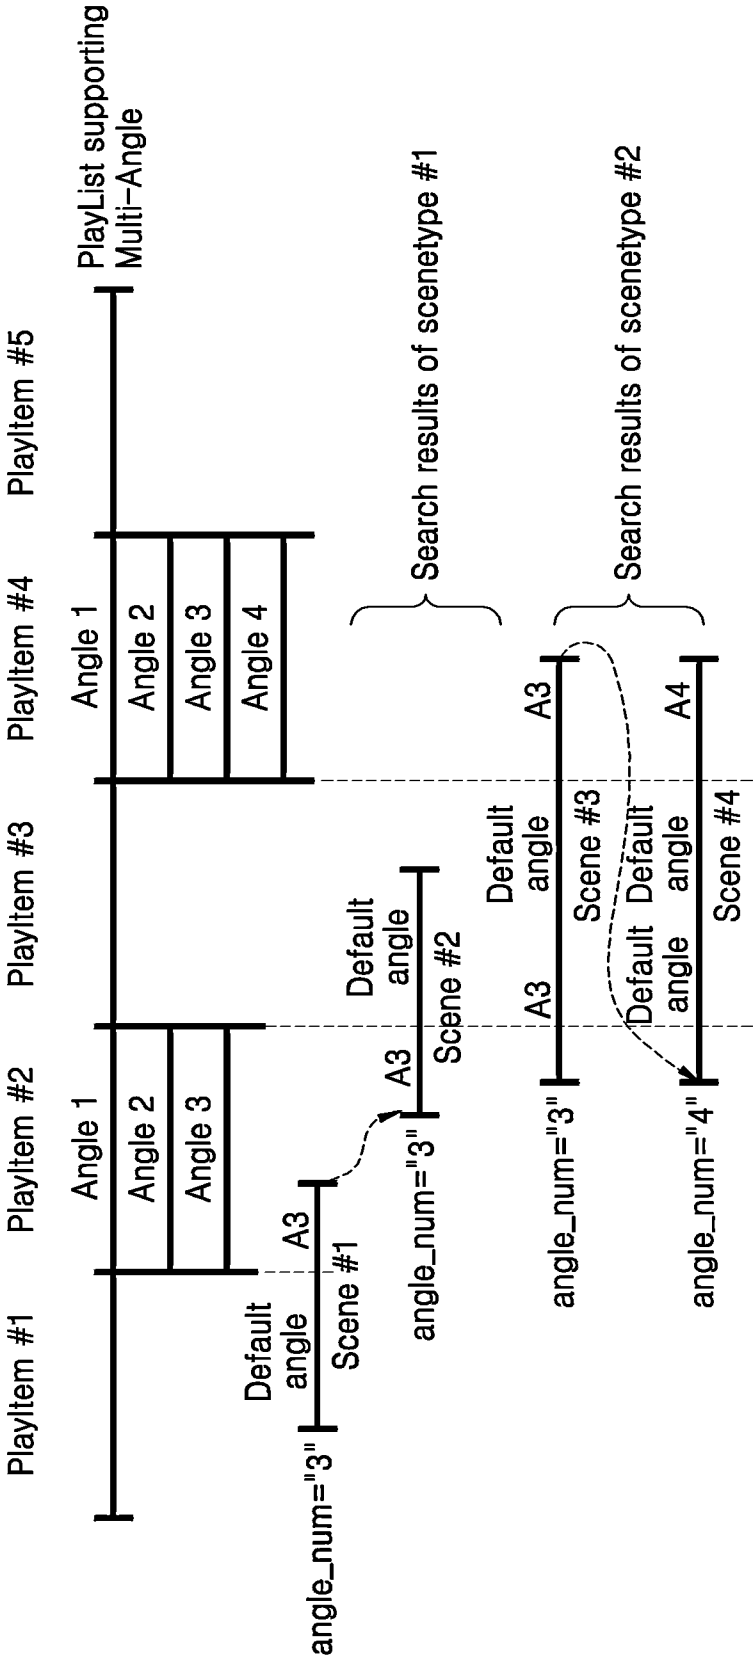 PlayItem #1
PlayItem #2
PlayItem #3
PlayItem #4
PlayItem #5
Angle 1
Angle 1
PlayList supporting
Multi-Angle
Angle 2
Angle 2
Angle 3
Angle 3
Angle 4
angle_num="3"
Default
angle
A3
Scene #1
angle_num="3"
A3
Default
angle
Scene #2
Search results of scenetype #1
angle_num="3"
A3
Default
angle
A3
Scene #3
Search results of scenetype #2
angle_num="4"
Default
angle
Default
angle
A4
Scene #4